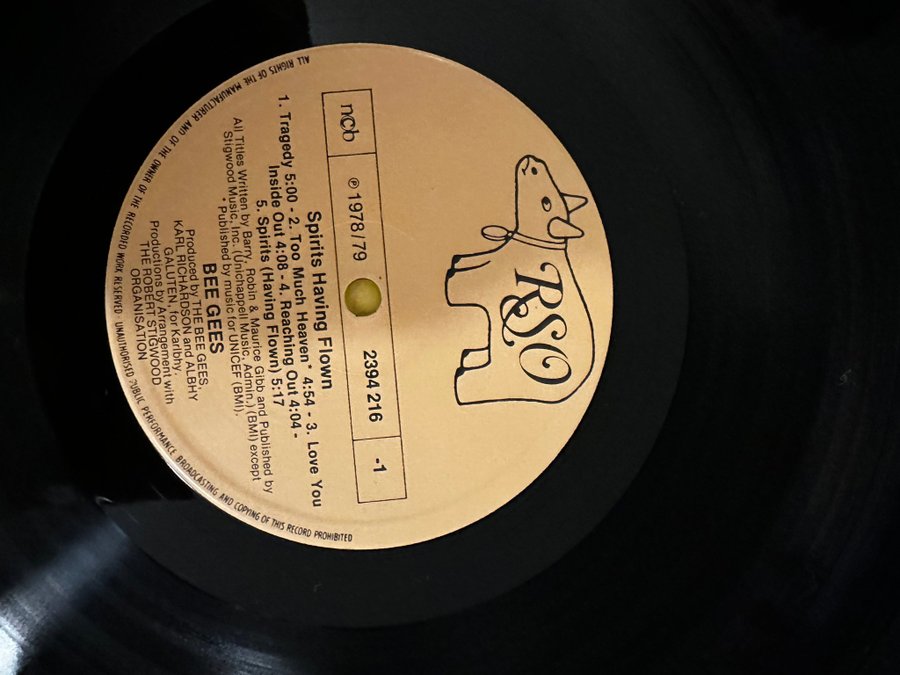 RSO
ncb ℗ 1978/79 2394 216 -1
Spirits Having Flown
1. Tragedy 5:00 - 2. Too Much Heaven* 4:54 - 3. Love You
Inside Out 4:08 - 4. Reaching Out 4:04 -
5. Spirits (Having Flown) 5:17
All Titles Written by Barry, Robin & Maurice Gibb and Published by
Stigwood Music, Inc. (Unichappell Music, Admin.) (BMI) except
* Published by music for UNICEF (BMI).
BEE GEES
Produced by THE BEE GEES,
KARL RICHARDSON and ALBHY
GALUTEN, for Karlbhy
Productions by Arrangement with
THE ROBERT STIGWOOD
ORGANISATION
ALL RIGHTS OF THE MANUFACTURER AND OF THE OWNER OF THE RECORDED WORK RESERVED · UNAUTHORISED PUBLIC PERFORMANCE BROADCASTING AND COPYING OF THIS RECORD PROHIBITED